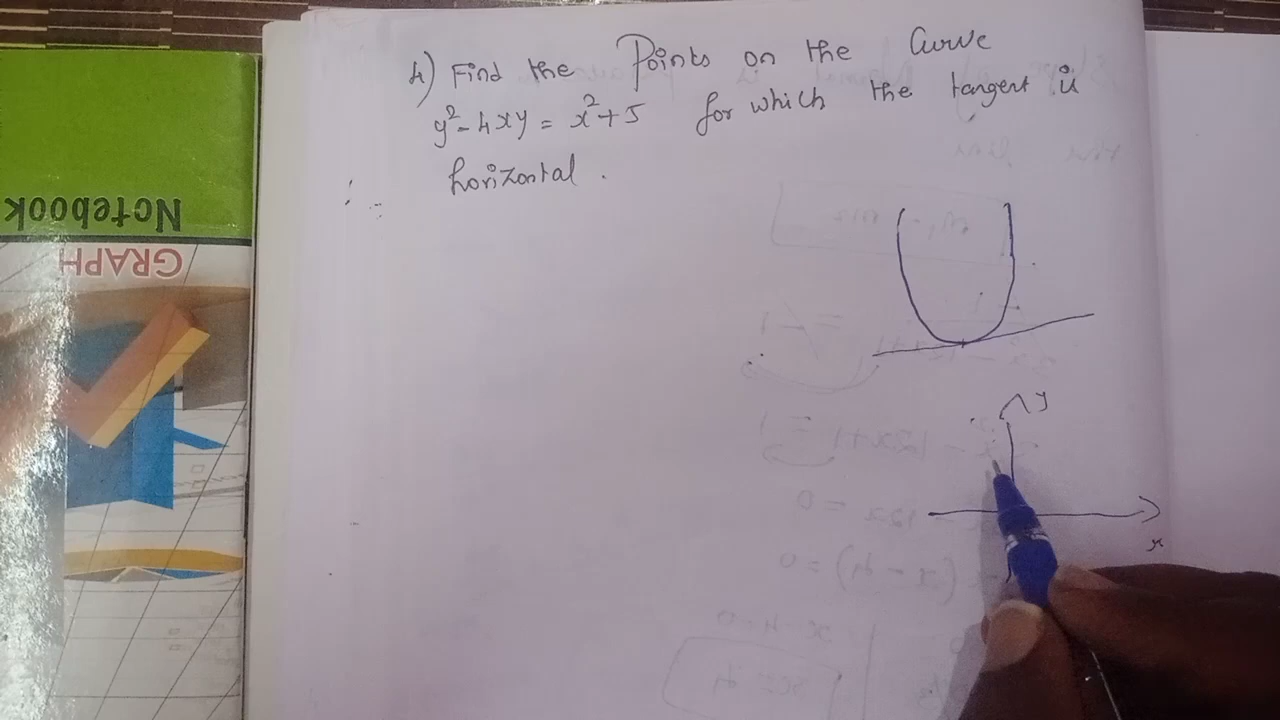 4) Find the Points on the Curve
y² - 4xy = x² + 5 for which the tangent is
horizontal.
y
x
Notebook
GRAPH